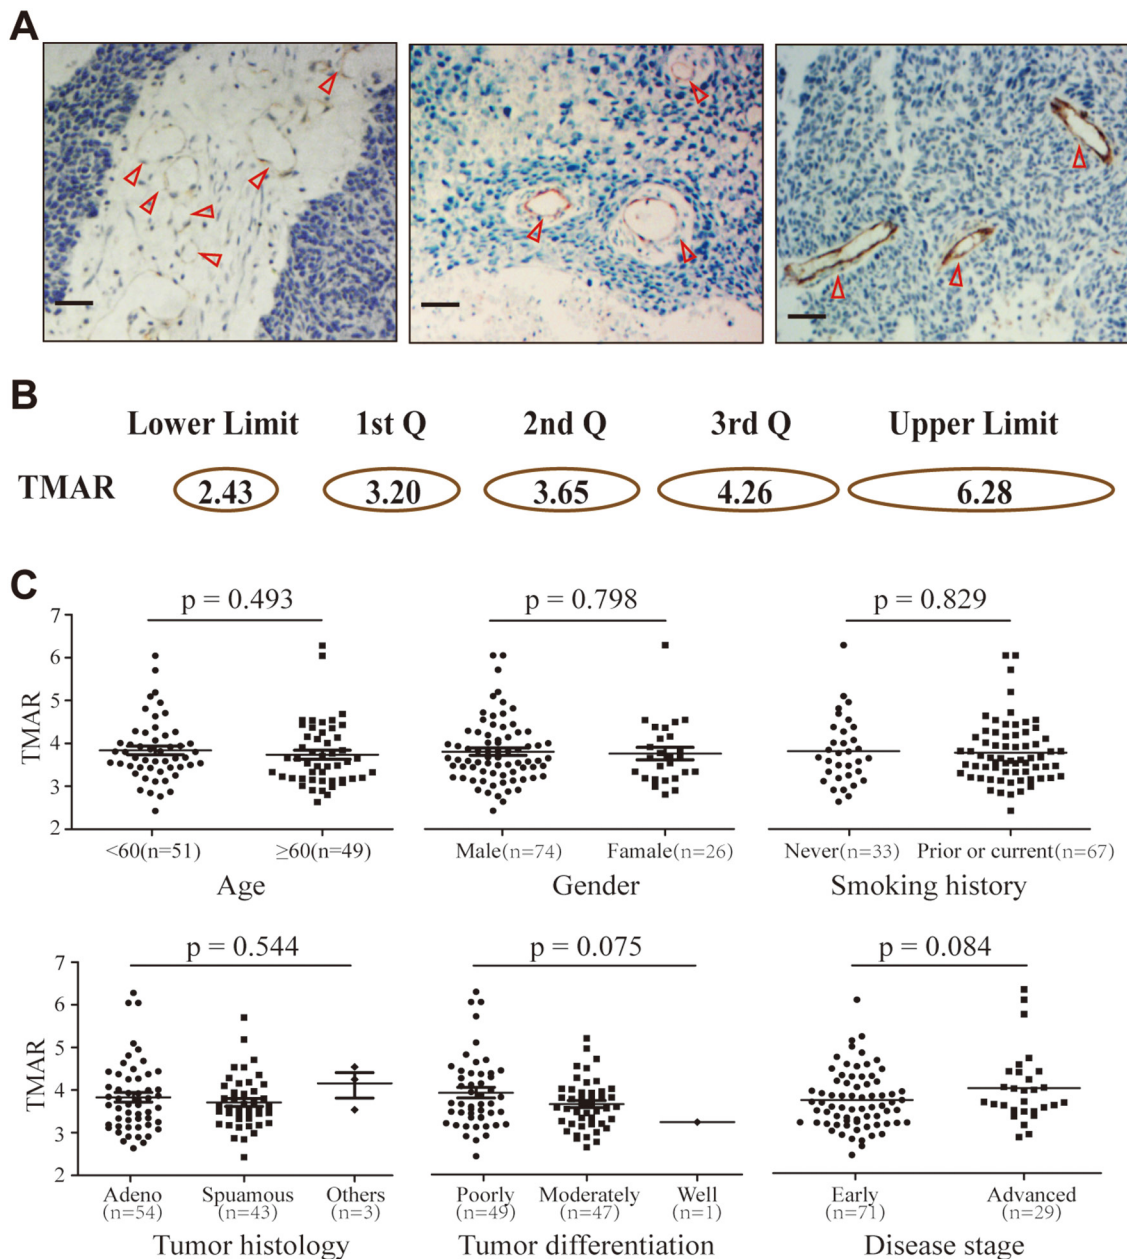 A
B
Lower Limit 1st Q 2nd Q 3rd Q Upper Limit
TMAR 2.43 3.20 3.65 4.26 6.28
C
p = 0.493
7
6
5
4
3
2
TMAR
<60(n=51) ≥60(n=49)
Age
p = 0.798
Male(n=74) Famale(n=26)
Gender
p = 0.829
Never(n=33) Prior or current(n=67)
Smoking history
p = 0.544
7
6
5
4
3
2
TMAR
Adeno Spuamous Others
(n=54) (n=43) (n=3)
Tumor histology
p = 0.075
Poorly Moderately Well
(n=49) (n=47) (n=1)
Tumor differentiation
p = 0.084
Early Advanced
(n=71) (n=29)
Disease stage